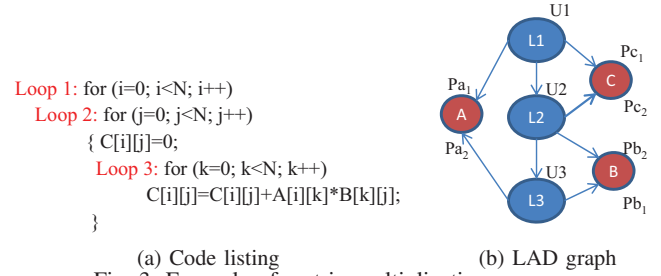 Loop 1: for (i=0; i<N; i++)
Loop 2: for (j=0; j<N; j++)
{ C[i][j]=0;
Loop 3: for (k=0; k<N; k++)
C[i][j]=C[i][j]+A[i][k]*B[k][j];
}
(a) Code listing
U1
L1
Pc1
Pa1
U2
C
A
L2
Pc2
Pa2
U3
Pb2
B
L3
Pb1
(b) LAD graph